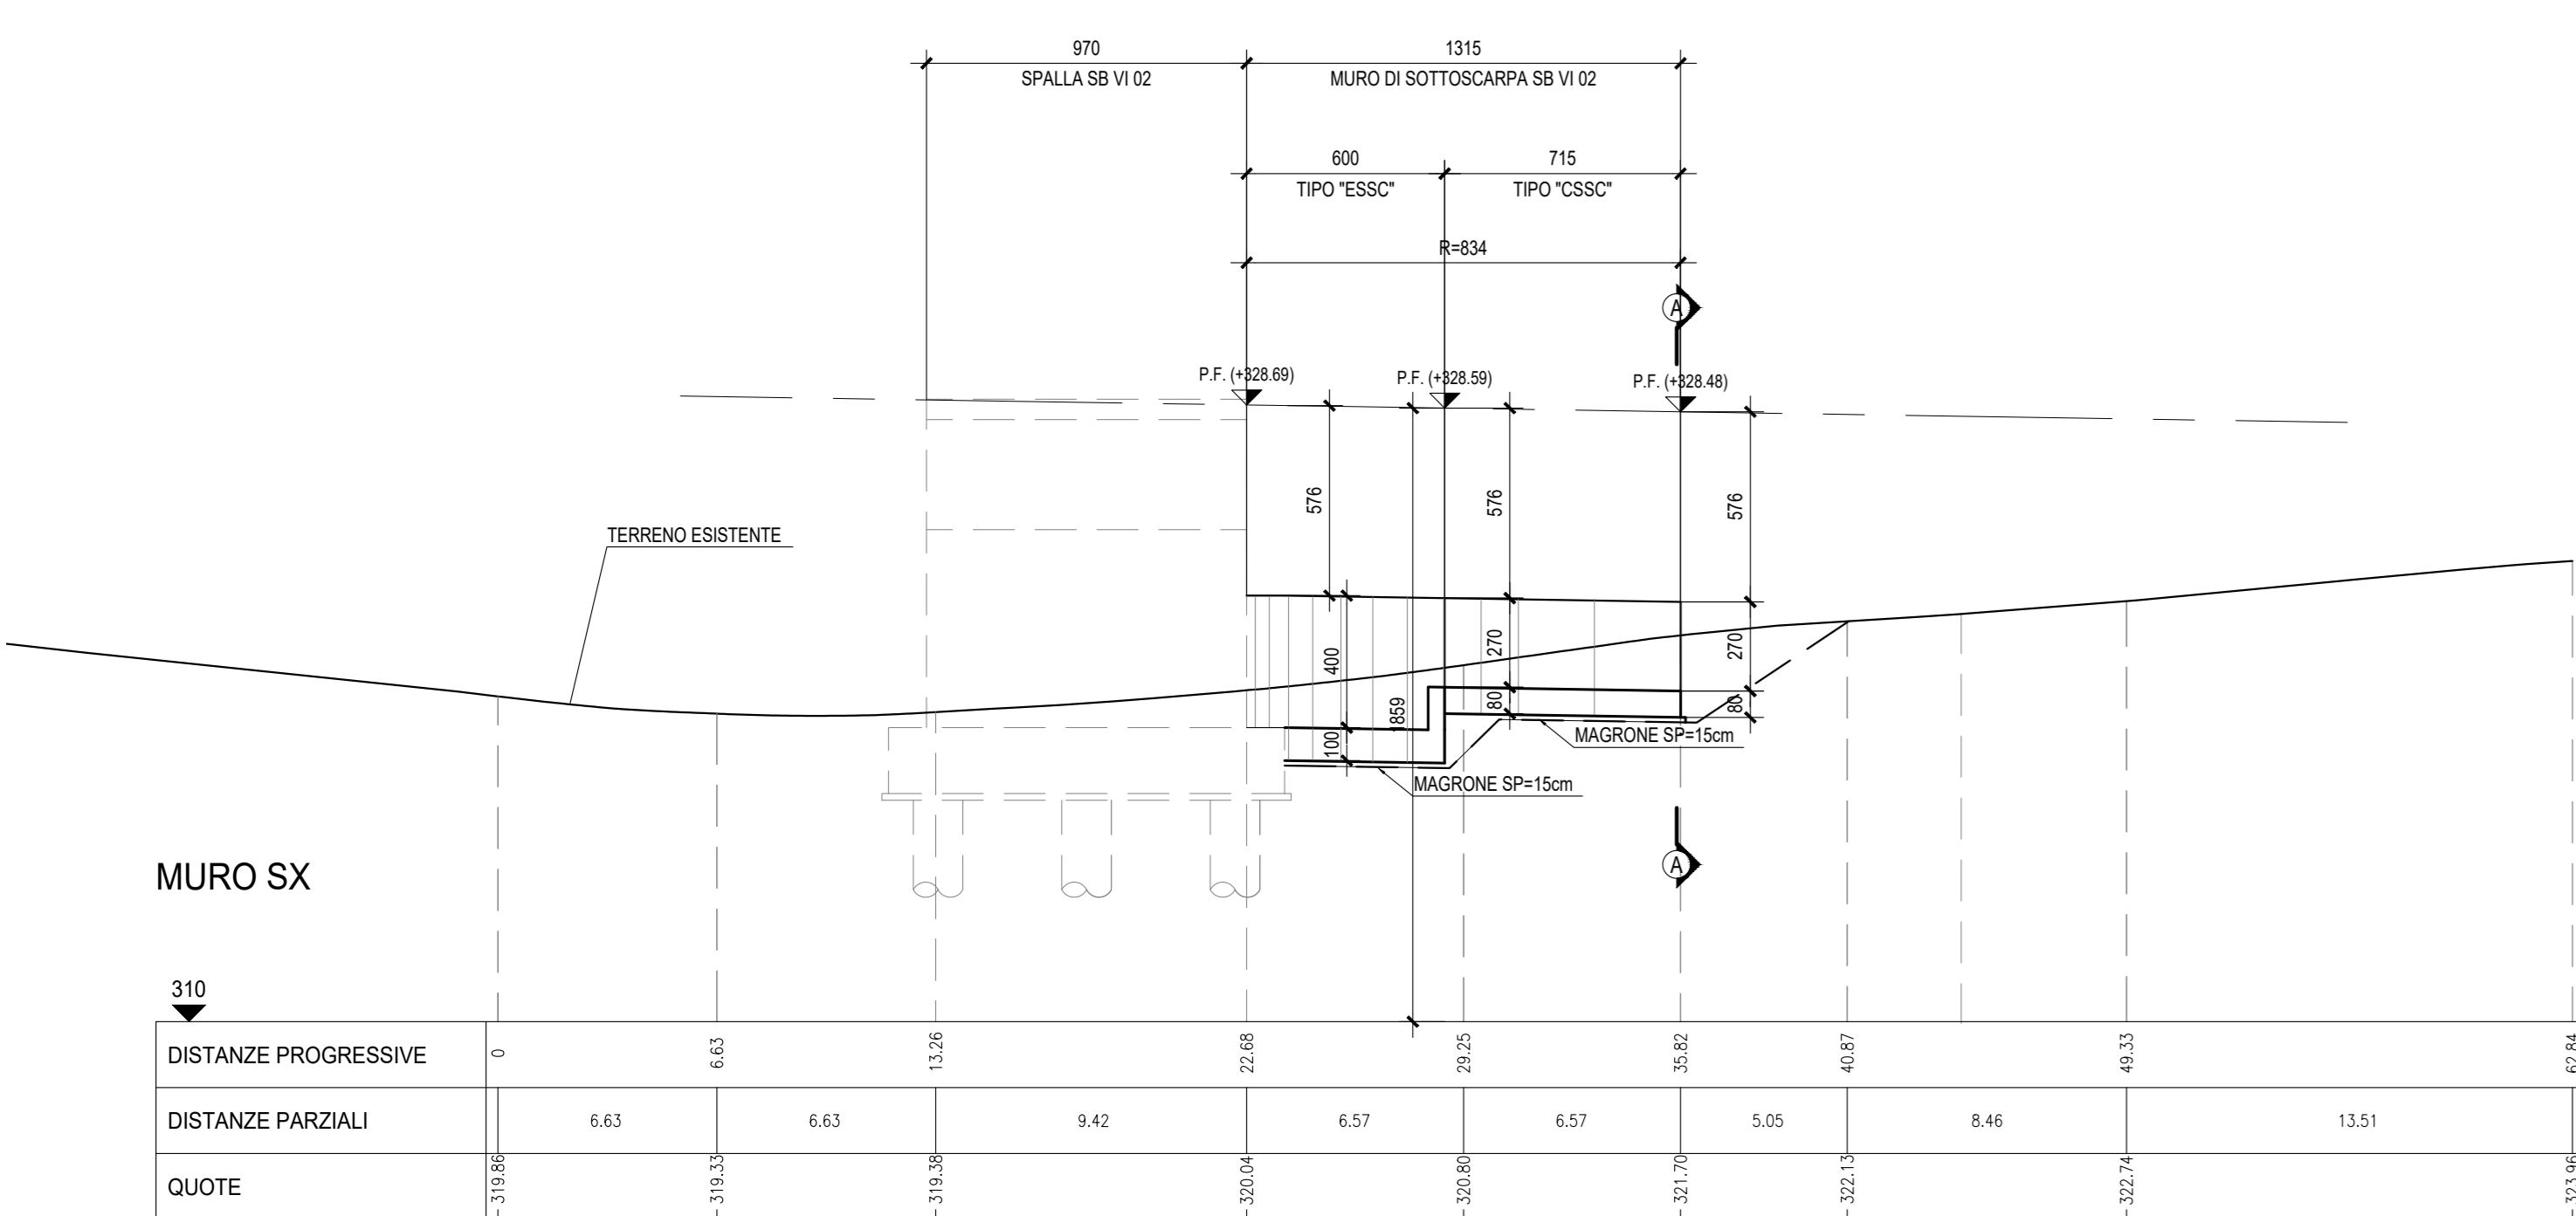 970
1315
SPALLA SB VI 02
MURO DI SOTTOSCARPA SB VI 02
600
715
TIPO "ESSC"
TIPO "CSSC"
R=834
A
P.F. (+328.69)
P.F. (+328.59)
P.F. (+328.48)
576
576
576
TERRENO ESISTENTE
400
270
270
1859
80
80
100
MAGRONE SP=15cm
MAGRONE SP=15cm
MURO SX
A
310
DISTANZE PROGRESSIVE 0 6.63 13.26 22.68 29.25 35.82 40.87 49.33 62.84
DISTANZE PARZIALI 6.63 6.63 9.42 6.57 6.57 5.05 8.46 13.51
QUOTE 319.86 319.33 319.38 320.04 320.80 321.70 322.13 322.74 323.96